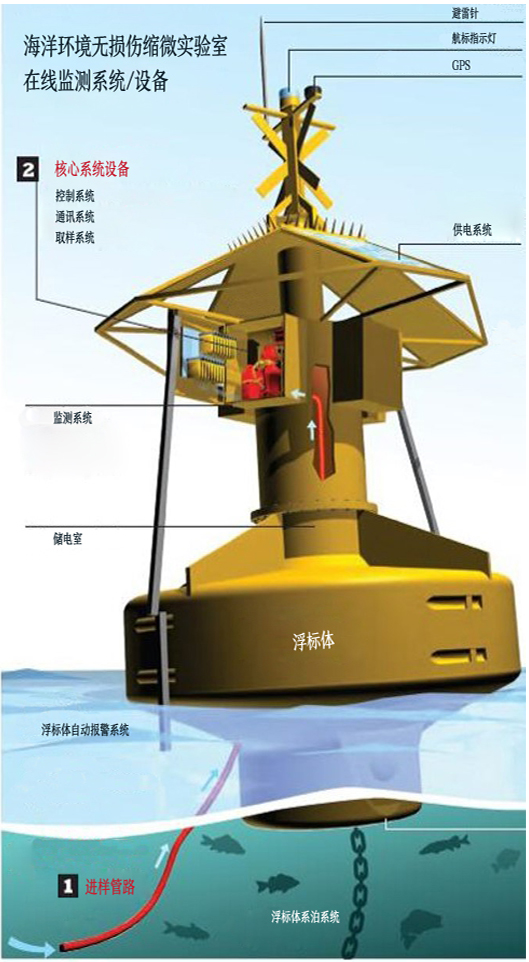 避雷针
海洋环境无损伤缩微实验室
航标指示灯
在线监测系统/设备
GPS
2 核心系统设备
控制系统
通讯系统
取样系统
供电系统
监测系统
储电室
浮标体
浮标体自动报警系统
1 进样管路
浮标体系泊系统